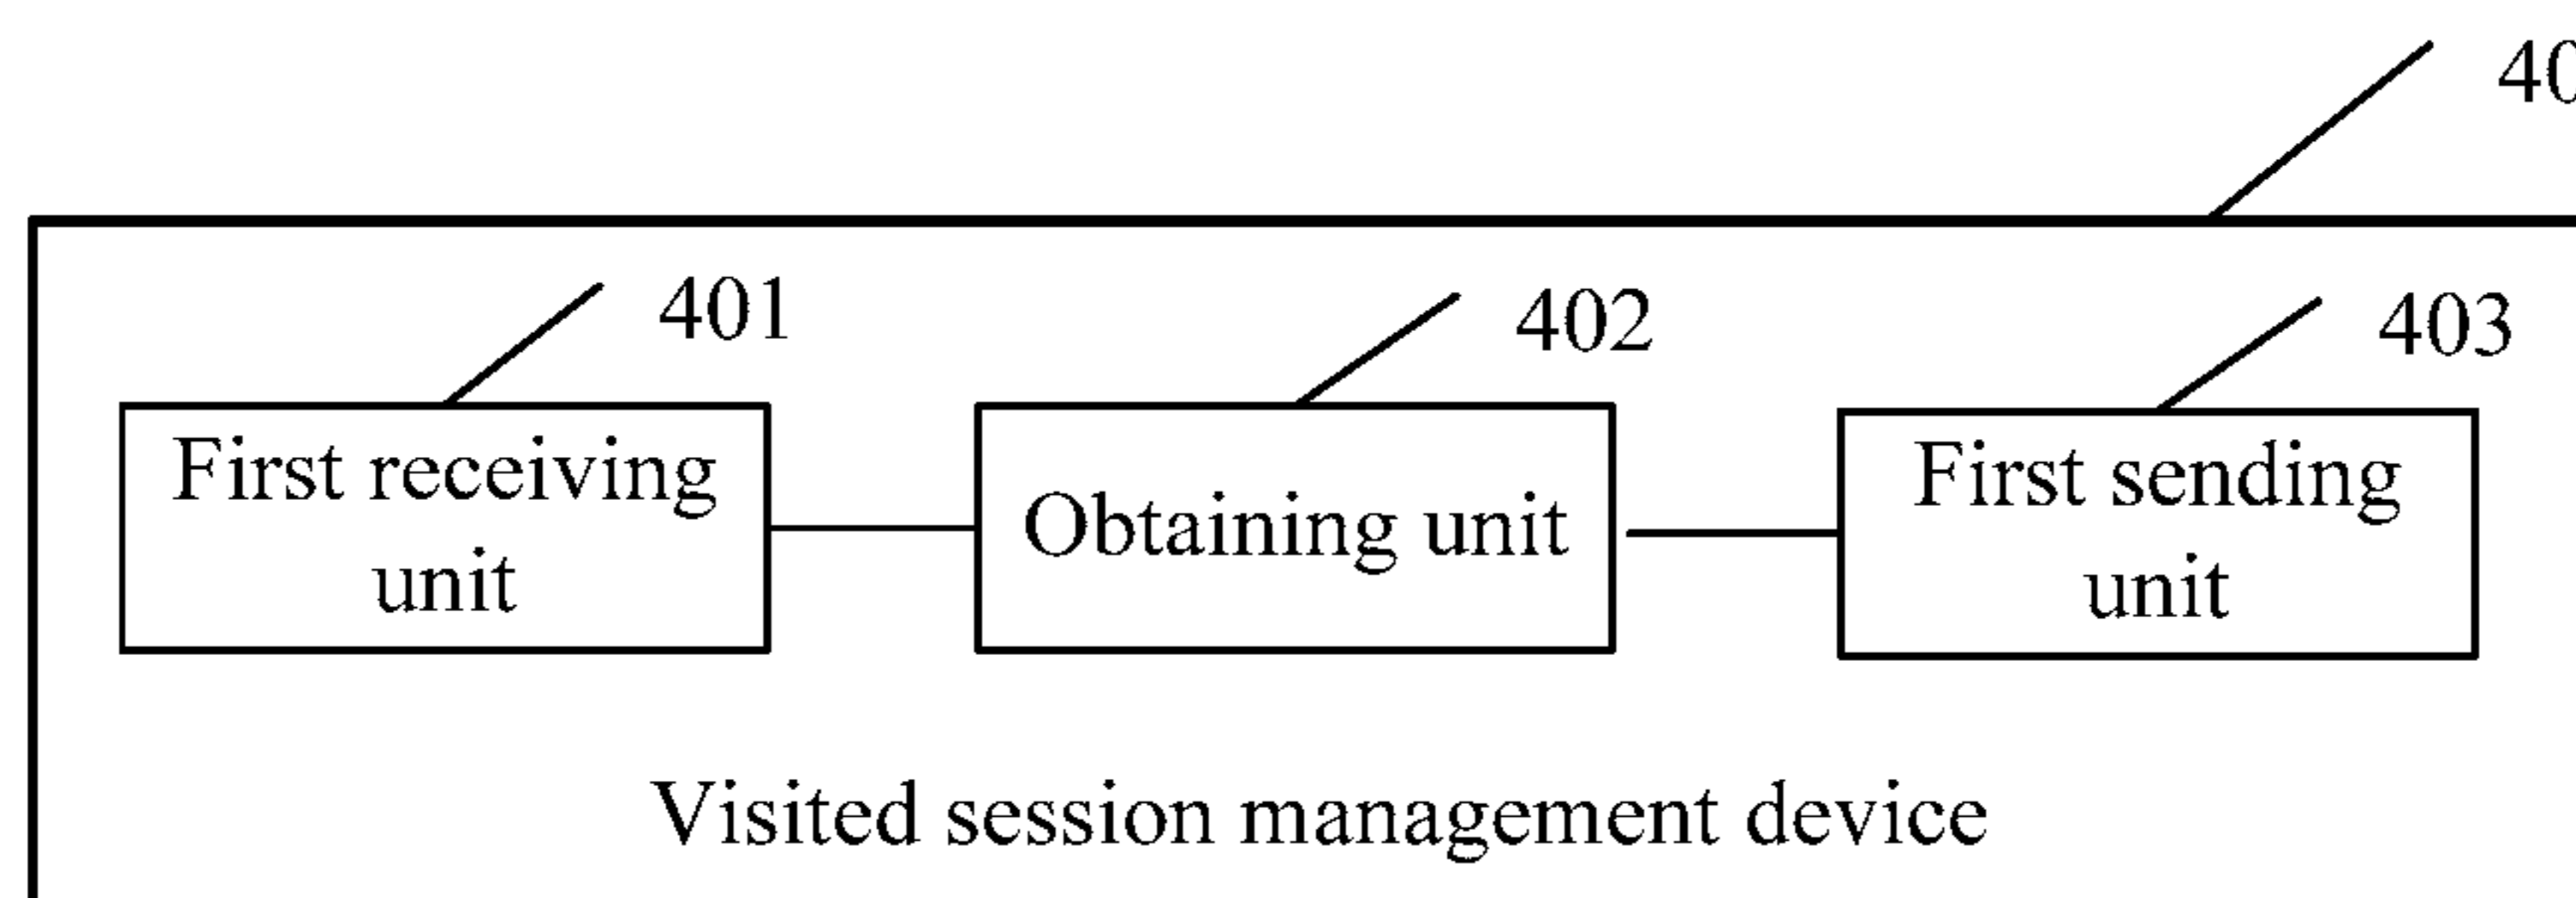 40
401
402
403
First receiving
unit
Obtaining unit
First sending
unit
Visited session management device